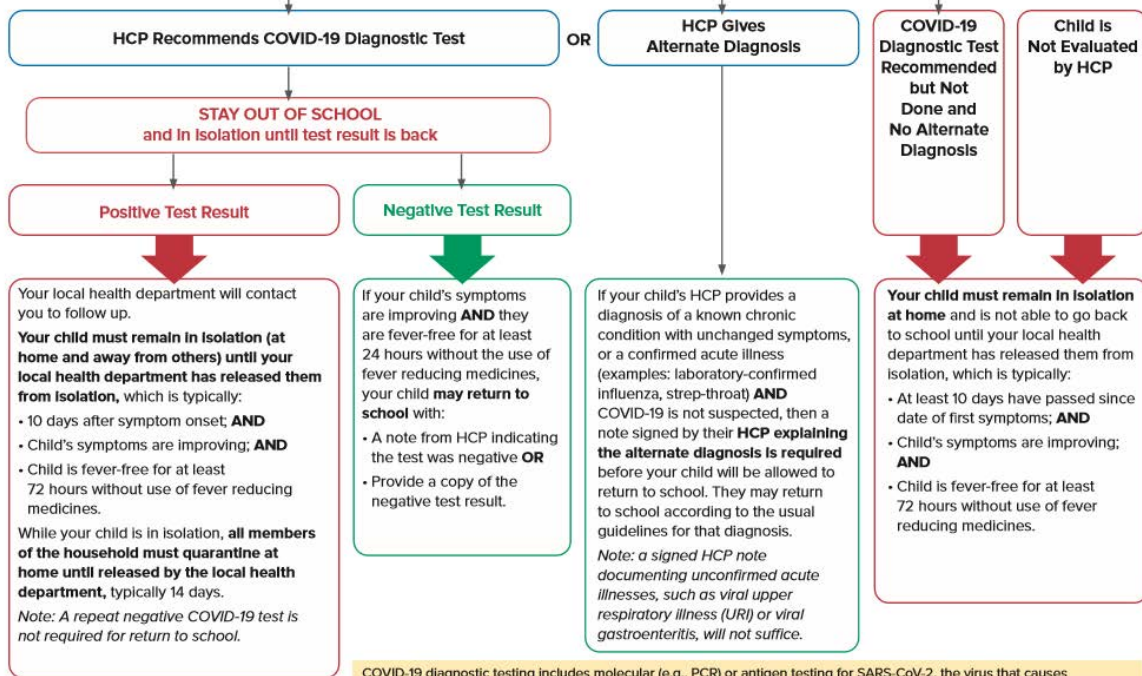 HCP Recommends COVID-19 Diagnostic Test
OR
HCP Gives
Alternate Diagnosis
COVID-19
Diagnostic Test
Recommended
but Not
Done and
No Alternate
Diagnosis
Child is
Not Evaluated
by HCP
STAY OUT OF SCHOOL
and in isolation until test result is back
Positive Test Result
Negative Test Result
Your local health department will contact
you to follow up.
Your child must remain in isolation (at
home and away from others) until your
local health department has released them
from isolation, which is typically:
• 10 days after symptom onset; AND
• Child's symptoms are improving; AND
• Child is fever-free for at least
72 hours without use of fever reducing
medicines.
While your child is in isolation, all members
of the household must quarantine at
home until released by the local health
department, typically 14 days.
Note: A repeat negative COVID-19 test is
not required for return to school.
If your child's symptoms
are improving AND they
are fever-free for at least
24 hours without the use of
fever reducing medicines,
your child may return to
school with:
• A note from HCP indicating
the test was negative OR
• Provide a copy of the
negative test result.
If your child's HCP provides a
diagnosis of a known chronic
condition with unchanged symptoms,
or a confirmed acute illness
(examples: laboratory-confirmed
influenza, strep-throat) AND
COVID-19 is not suspected, then a
note signed by their HCP explaining
the alternate diagnosis is required
before your child will be allowed to
return to school. They may return
to school according to the usual
guidelines for that diagnosis.
Note: a signed HCP note
documenting unconfirmed acute
illnesses, such as viral upper
respiratory illness (URI) or viral
gastroenteritis, will not suffice.
Your child must remain in isolation
at home and is not able to go back
to school until your local health
department has released them from
isolation, which is typically:
• At least 10 days have passed since
date of first symptoms; AND
• Child's symptoms are improving;
AND
• Child is fever-free for at least
72 hours without use of fever
reducing medicines.
COVID-19 diagnostic testing includes molecular (e.g., PCR) or antigen testing for SARS-CoV-2, the virus that causes